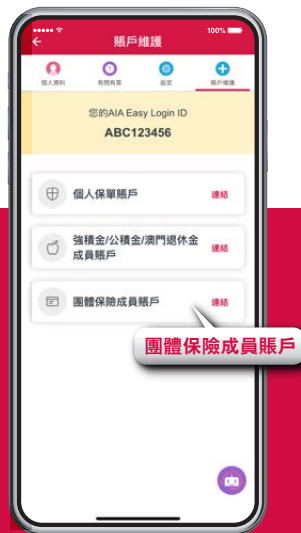 100%
賬戶維護
個人資料
有問有答
設定
賬戶維護
您的AIA Easy Login ID
ABC123456
個人保單賬戶
連結
強積金/公積金/澳門退休金
成員賬戶
連結
團體保險成員賬戶
連結
團體保險成員賬戶